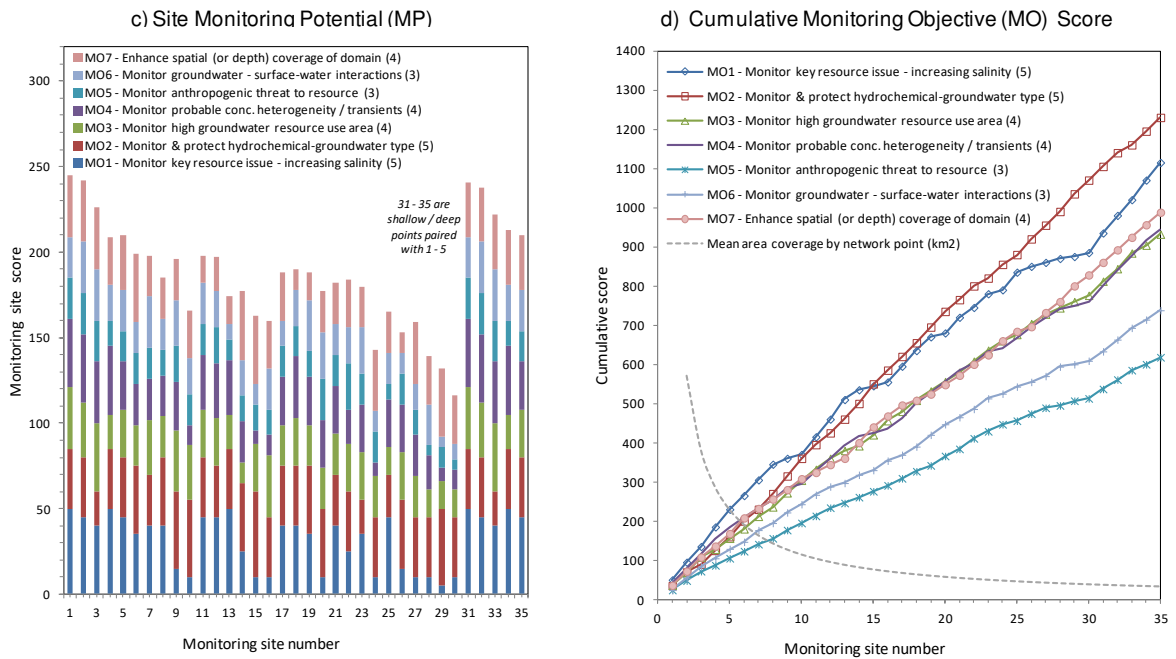 c) Site Monitoring Potential (MP)
MO7 - Enhance spatial (or depth) coverage of domain (4)
MO6 - Monitor groundwater - surface-water interactions (3)
MO5 - Monitor anthropogenic threat to resource (3)
MO4 - Monitor probable conc. heterogeneity / transients (4)
MO3 - Monitor high groundwater resource use area (4)
MO2 - Monitor & protect hydrochemical-groundwater type (5)
MO1 - Monitor key resource issue - increasing salinity (5)
31 - 35 are
shallow / deep
points paired
with 1 - 5
Monitoring site score
300
250
200
150
100
50
0
1 3 5 7 9 11 13 15 17 19 21 23 25 27 29 31 33 35
Monitoring site number
d) Cumulative Monitoring Objective (MO) Score
MO1 - Monitor key resource issue - increasing salinity (5)
MO2 - Monitor & protect hydrochemical-groundwater type (5)
MO3 - Monitor high groundwater resource use area (4)
MO4 - Monitor probable conc. heterogeneity / transients (4)
MO5 - Monitor anthropogenic threat to resource (3)
MO6 - Monitor groundwater - surface-water interactions (3)
MO7 - Enhance spatial (or depth) coverage of domain (4)
Mean area coverage by network point (km2)
Cumulative score
1400
1300
1200
1100
1000
900
800
700
600
500
400
300
200
100
0
0 5 10 15 20 25 30 35
Monitoring site number